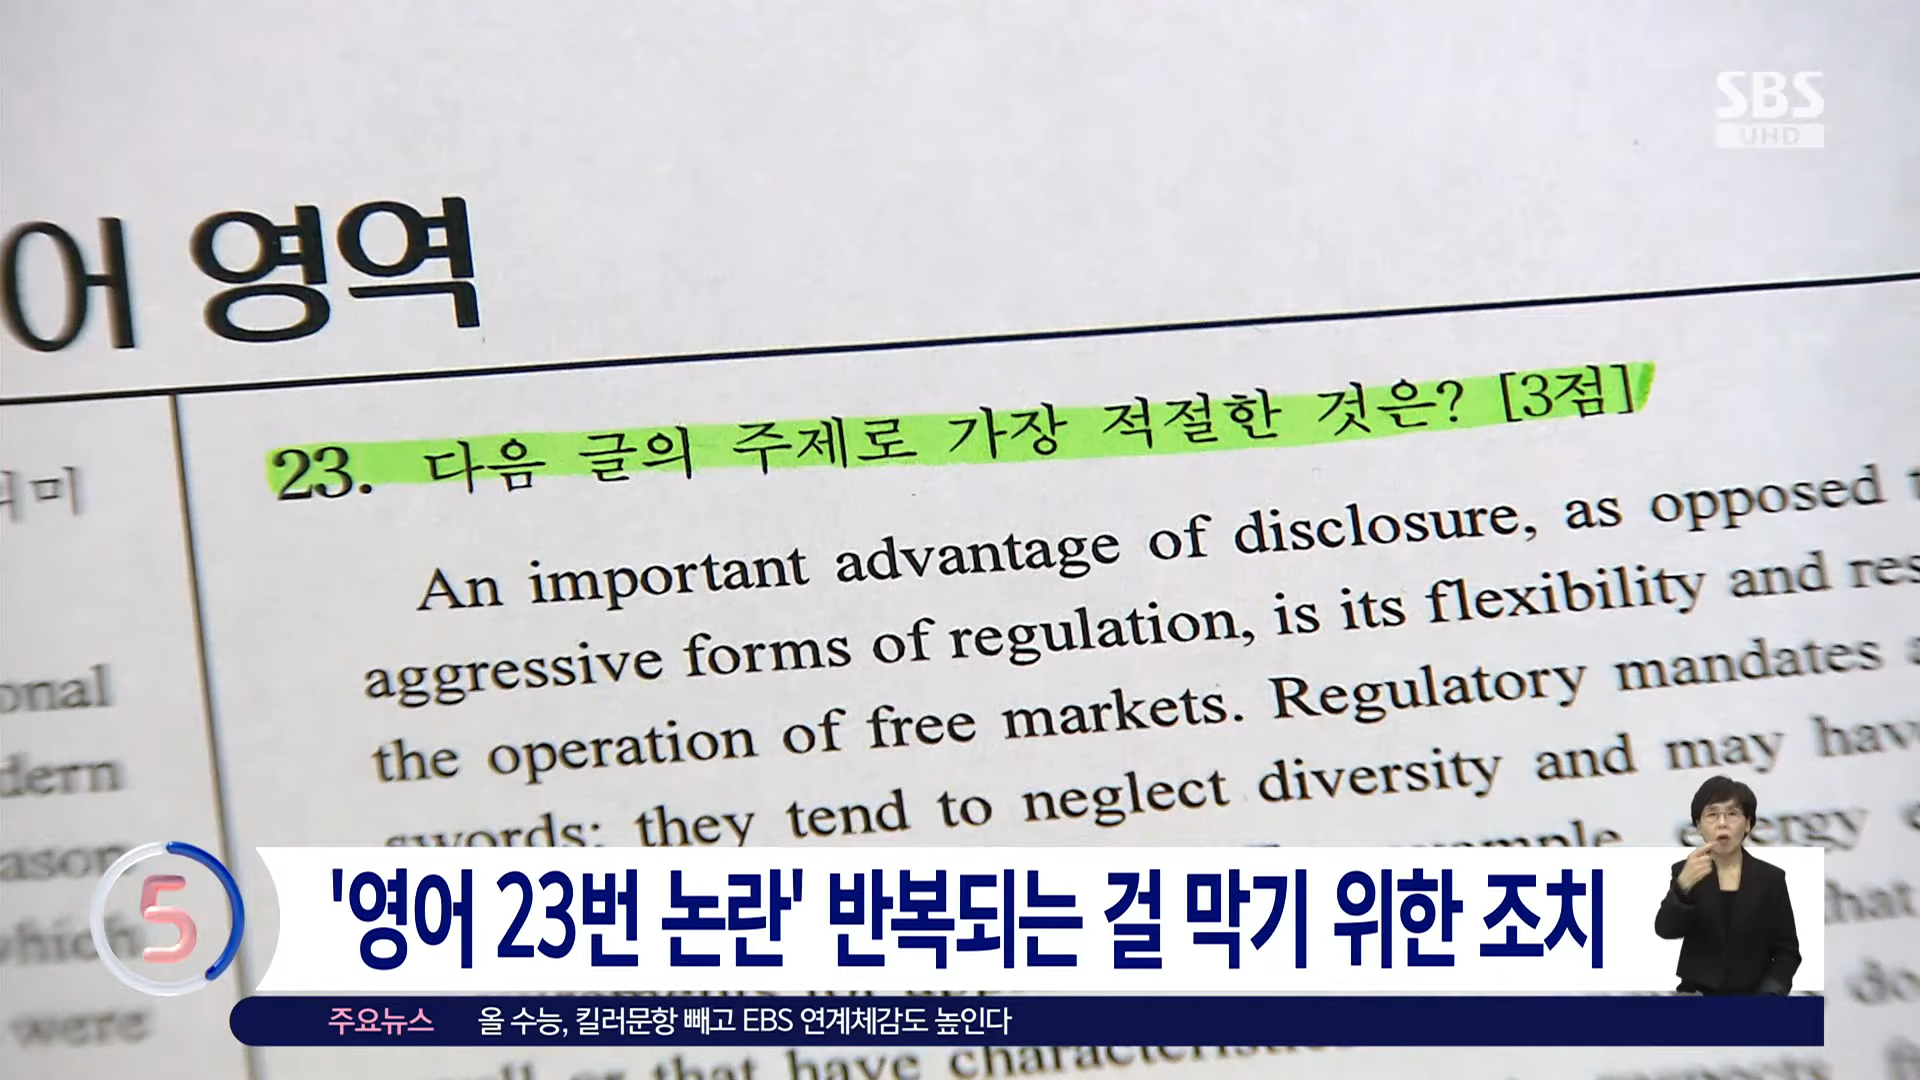 SBS
UHD
어 영역
23. 다음 글의 주제로 가장 적절한 것은? [3점]
An important advantage of disclosure, as opposed
aggressive forms of regulation, is its flexibility and
the operation of free markets. Regulatory mandates
swords; they tend to neglect diversity and may
onal
dern
ason
which
were
energy
that
'영어 23번 논란' 반복되는 걸 막기 위한 조치
5
주요뉴스 올 수능, 킬러문항 빼고 EBS 연계체감도 높인다
that have